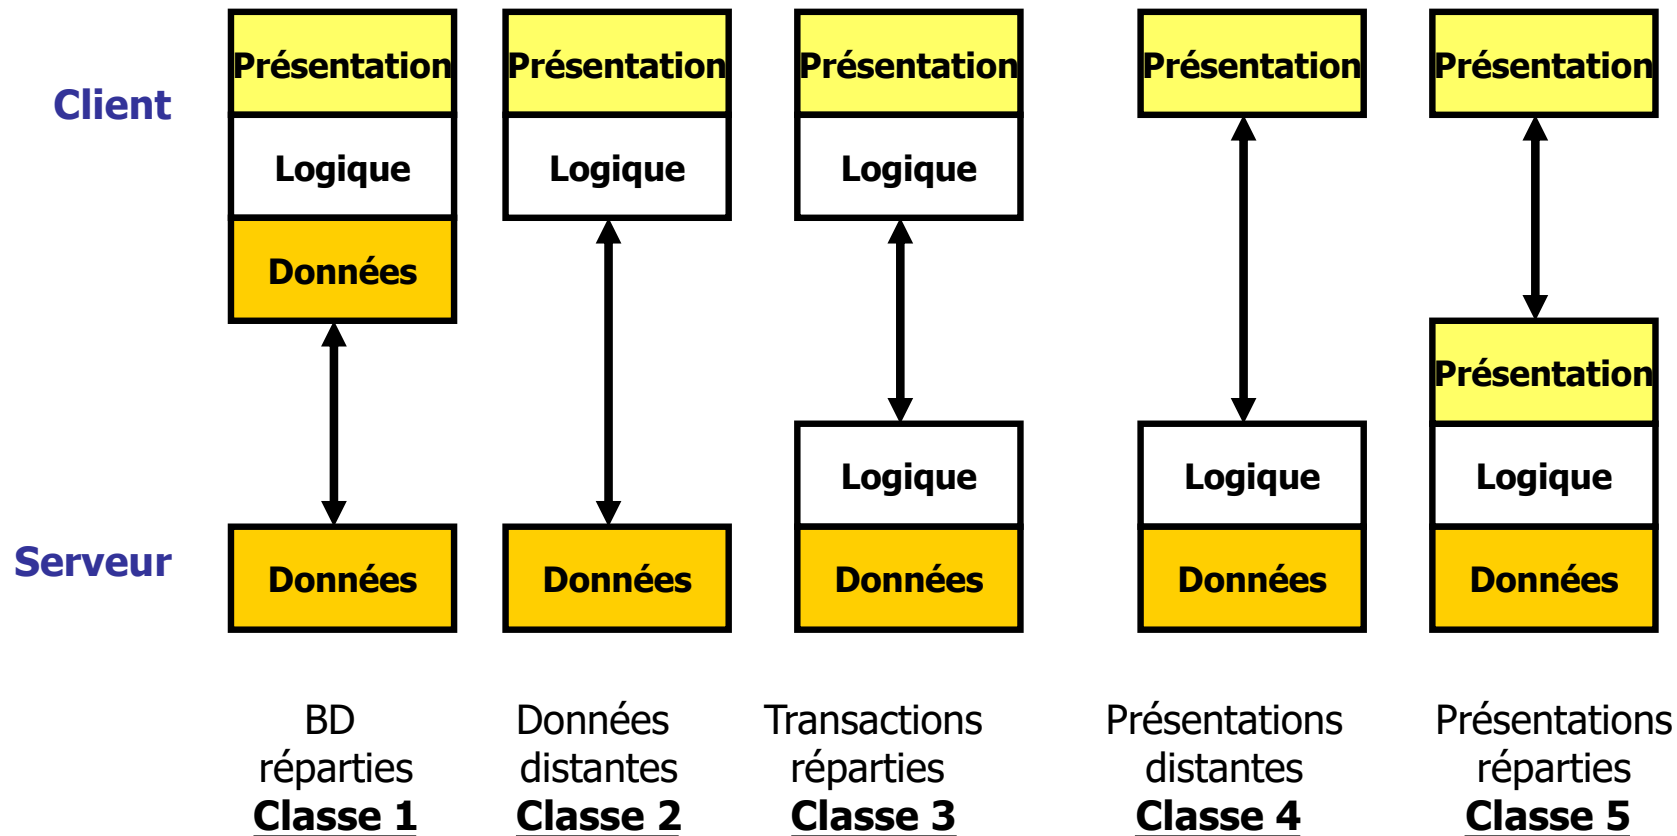 Présentation Présentation Présentation Présentation Présentation
Client
Logique Logique Logique
Données
Présentation
Logique Logique Logique
Serveur
Données Données Données Données Données
BD Données Transactions Présentations Présentations
réparties distantes réparties distantes réparties
Classe 1 Classe 2 Classe 3 Classe 4 Classe 5